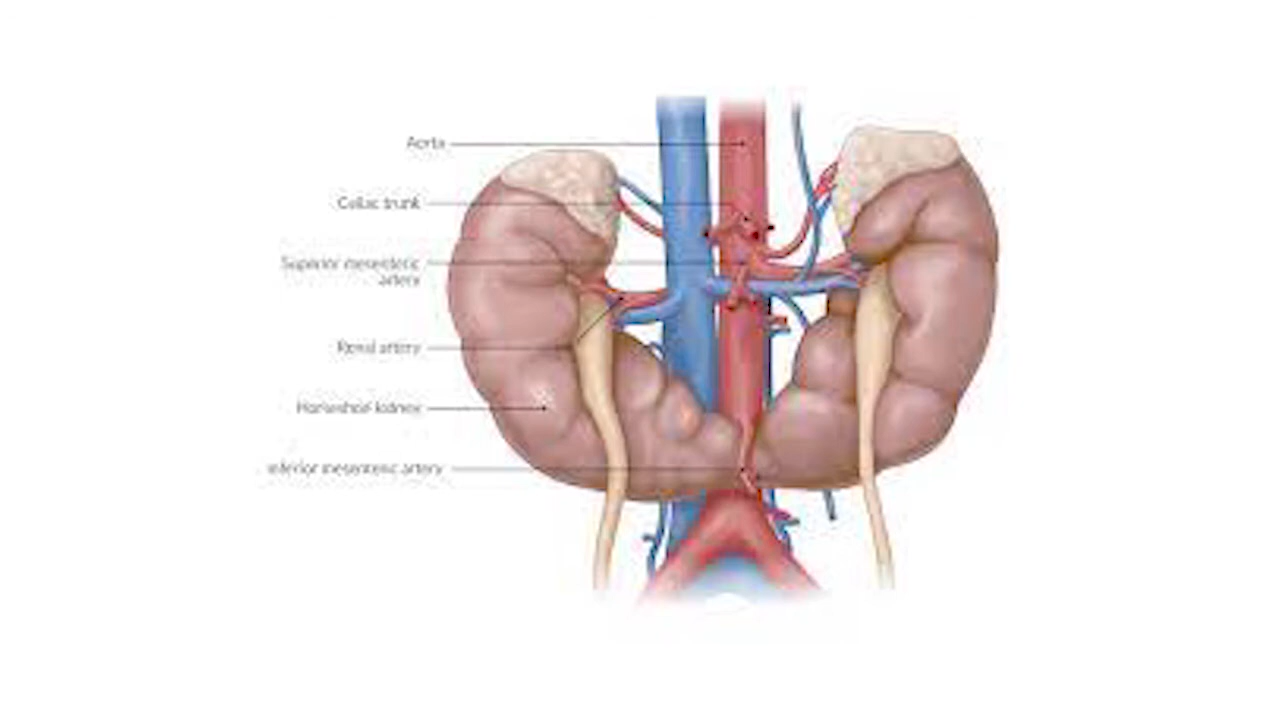 Aorta
Celiac trunk
Superior mesenteric
artery
Renal artery
Horseshoe kidney
Inferior mesenteric artery